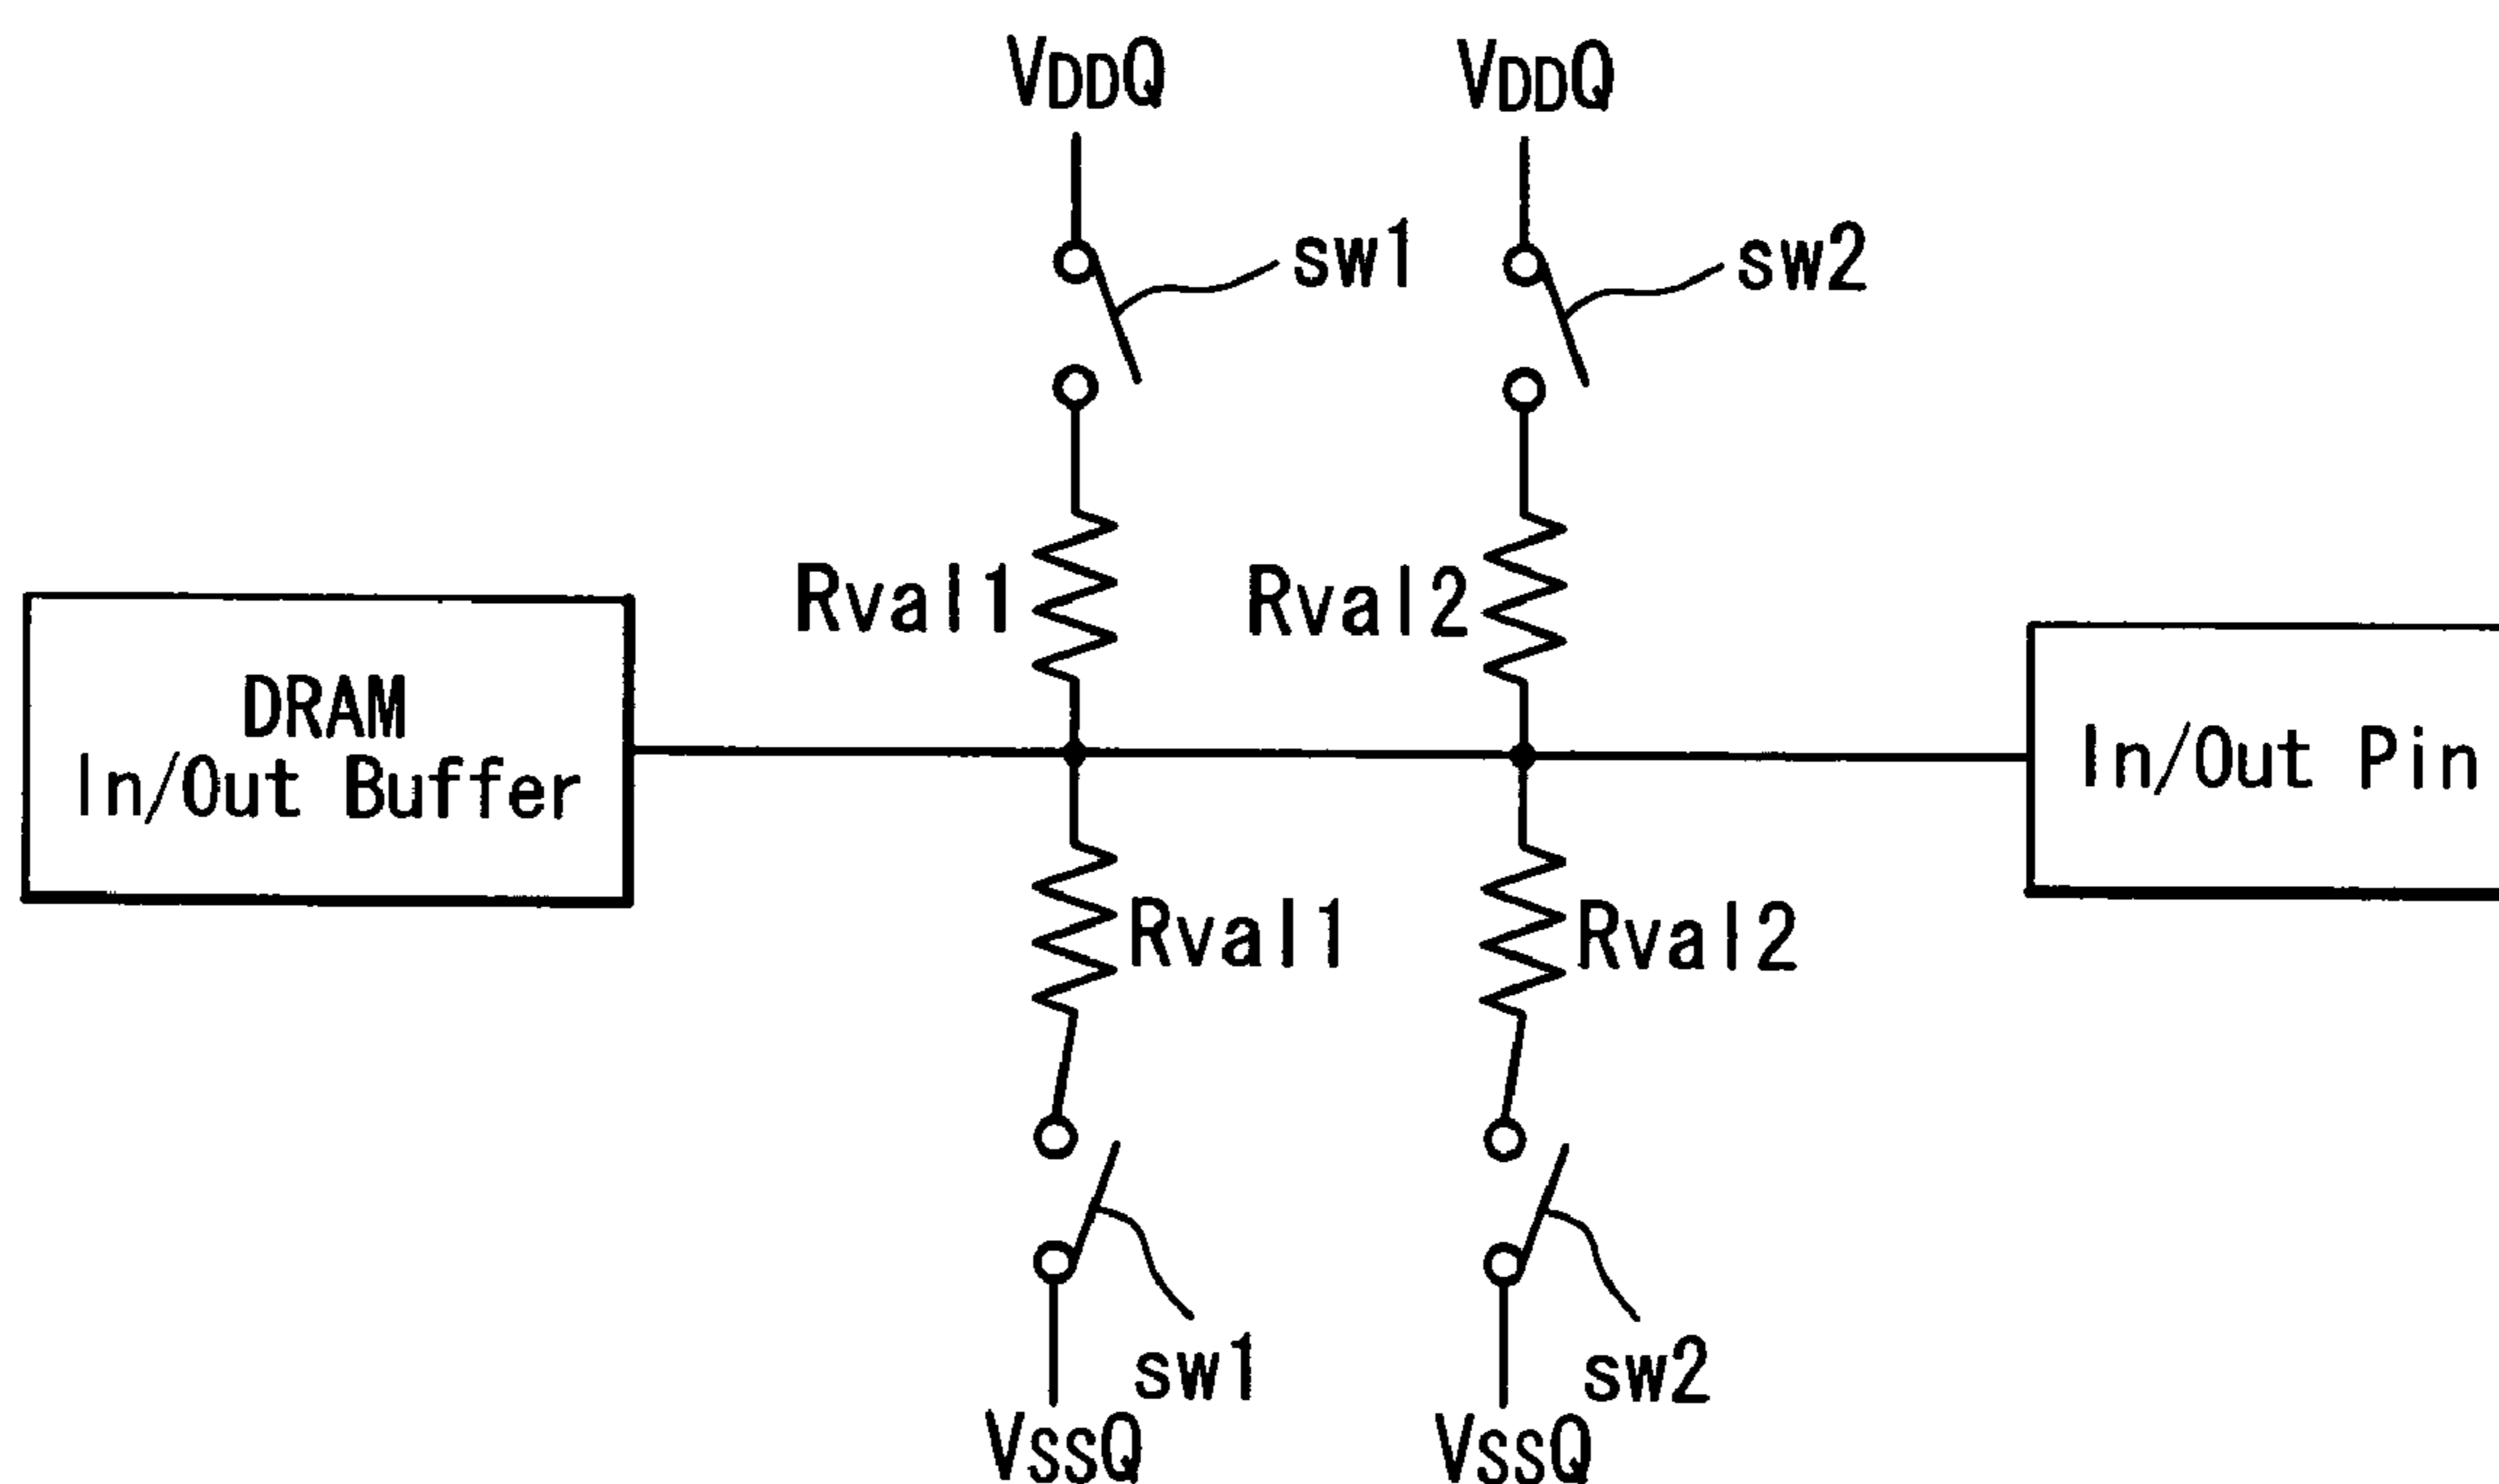 VDDQ VDDQ
sw1 sw2
Rval1 Rval2
DRAM
In/Out Buffer
In/Out Pin
Rval1 Rval2
sw1 sw2
VSSQ VSSQ